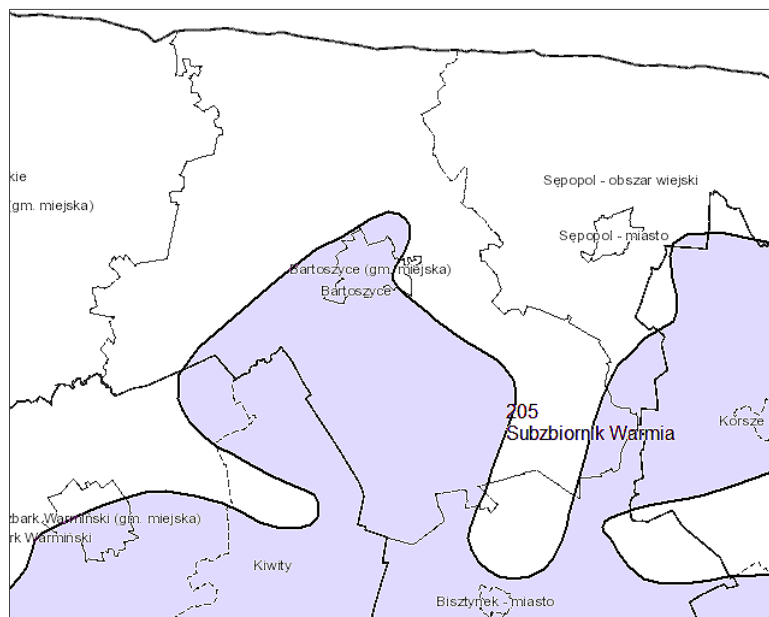 kie
Sępopol - obszar wiejski
(gm. miejska)
Sępopol - miasto
Bartoszyce (gm. miejska)
Bartoszyce
205
Subzbiornik Warmia
Korsze
zbark Warmiński (gm. miejska)
rk Warmiński
Kiwity
Bisztynek - miasto